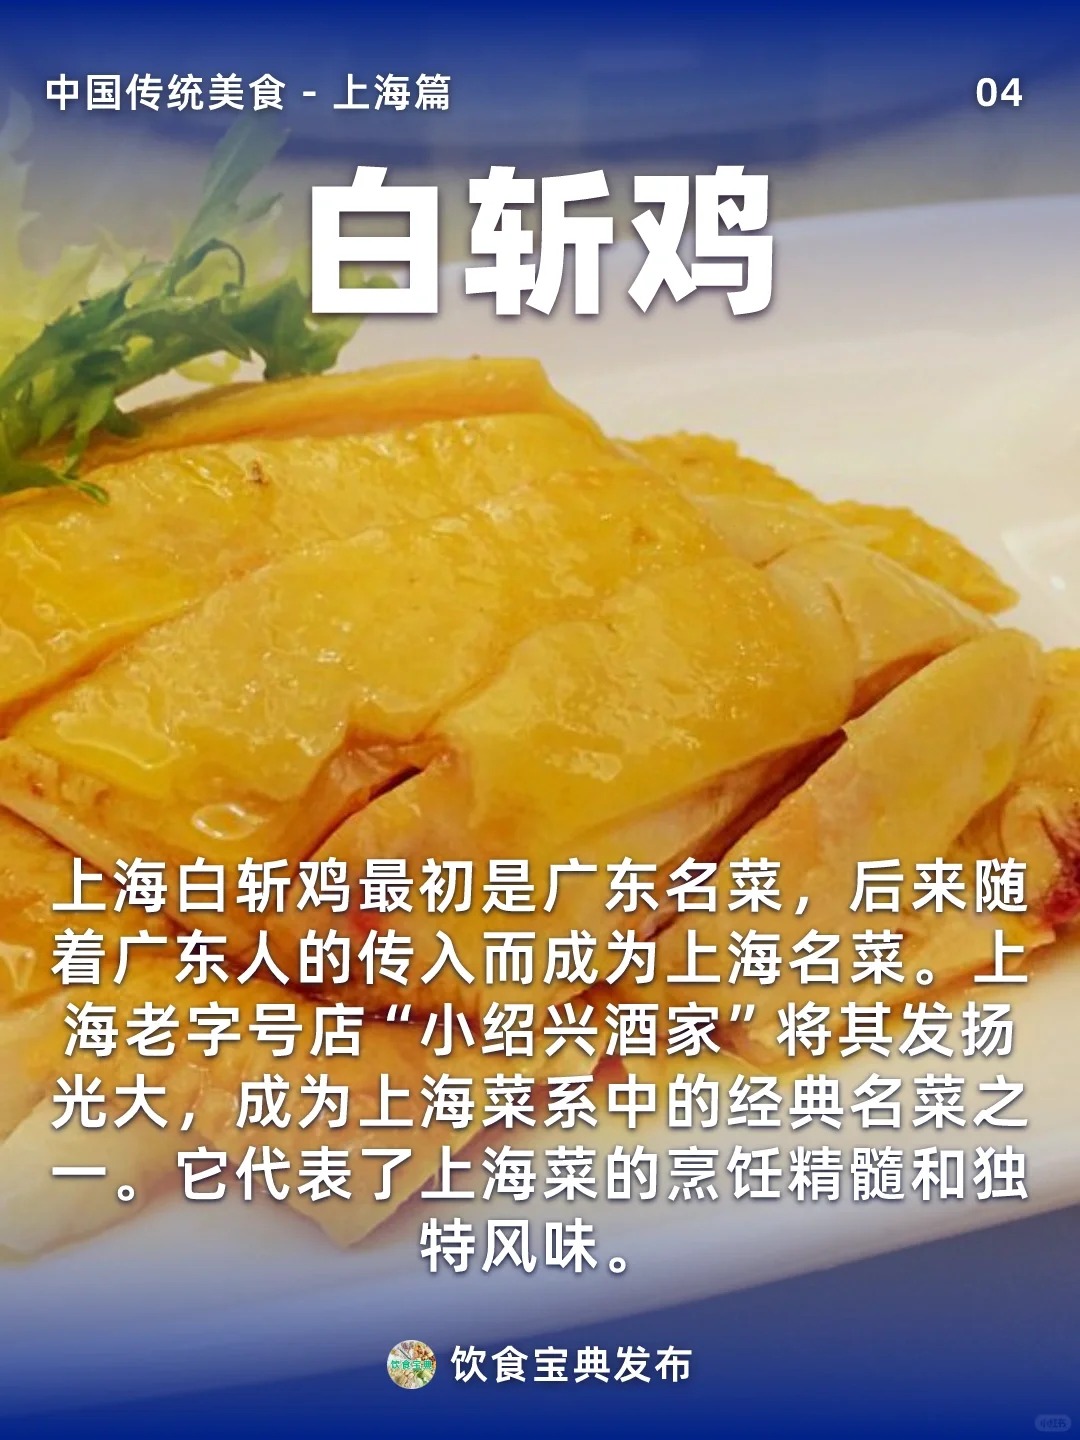 中国传统美食 - 上海篇
04
白斩鸡
上海白斩鸡最初是广东名菜，后来随
着广东人的传入而成为上海名菜。上
海老字号店“小绍兴酒家”将其发扬
光大，成为上海菜系中的经典名菜之
一。它代表了上海菜的烹饪精髓和独
特风味。
饮食宝典
饮食宝典发布